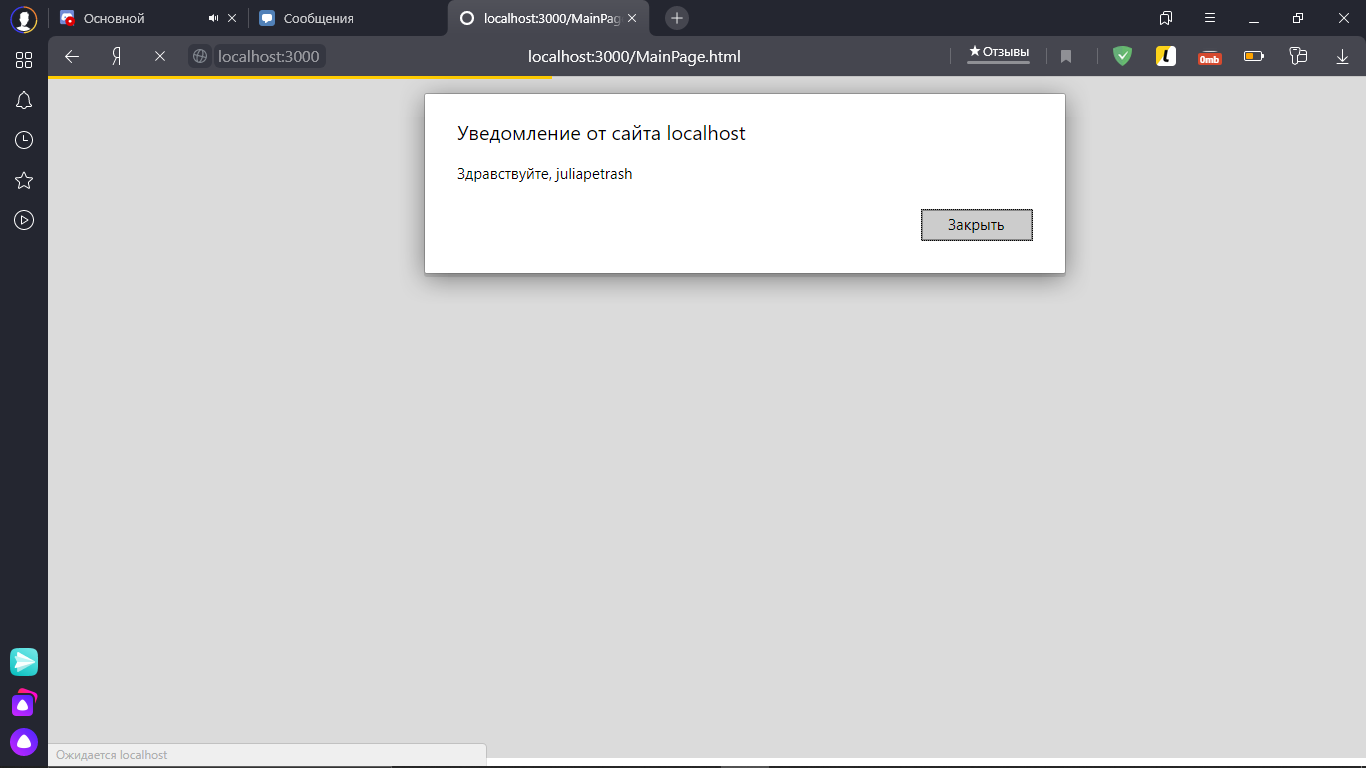 Основной
Сообщения
localhost:3000/MainPag
Я
localhost:3000
localhost:3000/MainPage.html
★ Отзывы
L
0mb
Уведомление от сайта localhost
Здравствуйте, juliapetrash
Закрыть
Ожидается localhost